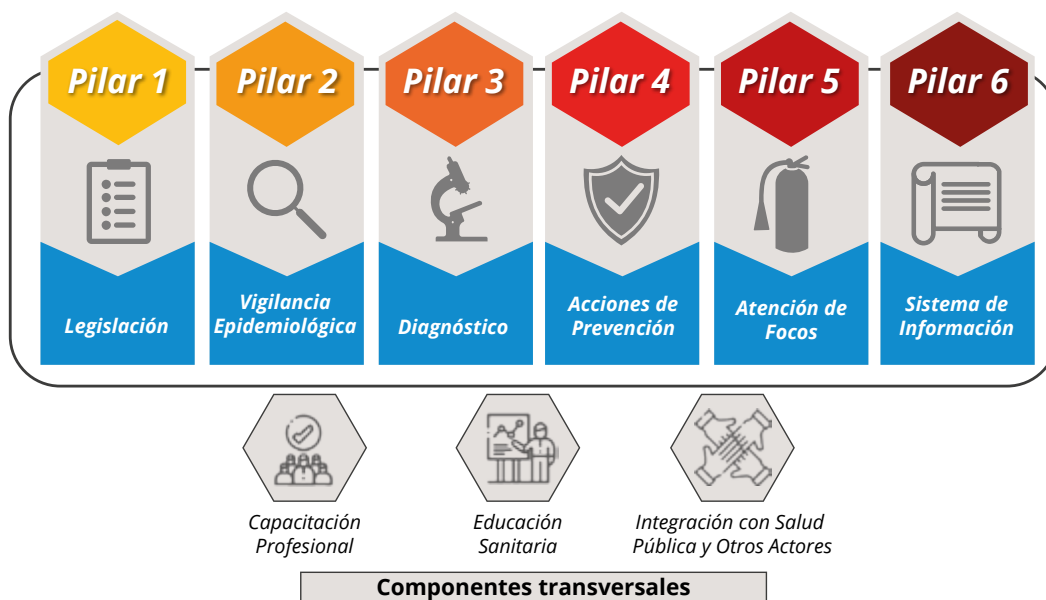 Pilar 1
Pilar 2
Pilar 3
Pilar 4
Pilar 5
Pilar 6
Legislación
Vigilancia
Epidemiológica
Diagnóstico
Acciones de
Prevención
Atención de
Focos
Sistema de
Información
Capacitación
Profesional
Educación
Sanitaria
Integración con Salud
Pública y Otros Actores
Componentes transversales